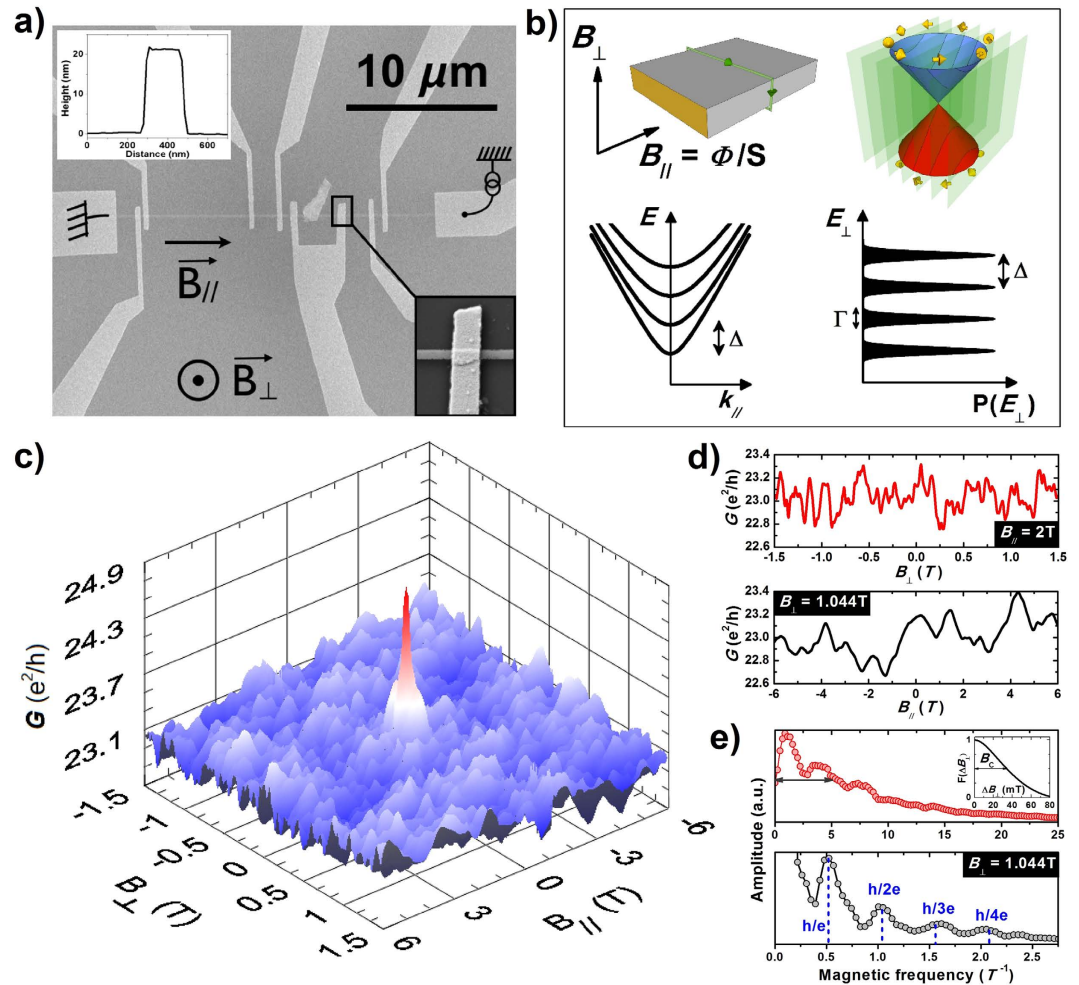 a)
20
10
0
Height (nm)
0 200 400 600
Distance (nm)
10 μm
B//
B⊥
b)
B⊥
B// = Φ/S
E
Δ
k//
E⊥
Δ
Γ
P(E⊥)
c)
24.9
24.3
23.7
23.1
G (e²/h)
-1.5
-1
-0.5
0
0.5
1
1.5
B⊥ (T)
6
3
0
-3
-6
B// (T)
d)
23.4
23.0
22.8
22.6
G (e²/h)
B// = 2T
-1.5 -1.0 -0.5 0.0 0.5 1.0 1.5
B⊥ (T)
B⊥ = 1.044T
23.4
23.0
22.8
22.6
G (e²/h)
-6 -4 -2 0 2 4 6
B// (T)
e)
1
0
F(ΔB⊥)
Bc
0 20 40 60 80
ΔB⊥ (mT)
0 5 10 15 20 25
Amplitude (a.u.)
B⊥ = 1.044T
h/e
h/2e
h/3e
h/4e
0.0 0.5 1.0 1.5 2.0 2.5
Magnetic frequency (T⁻¹)